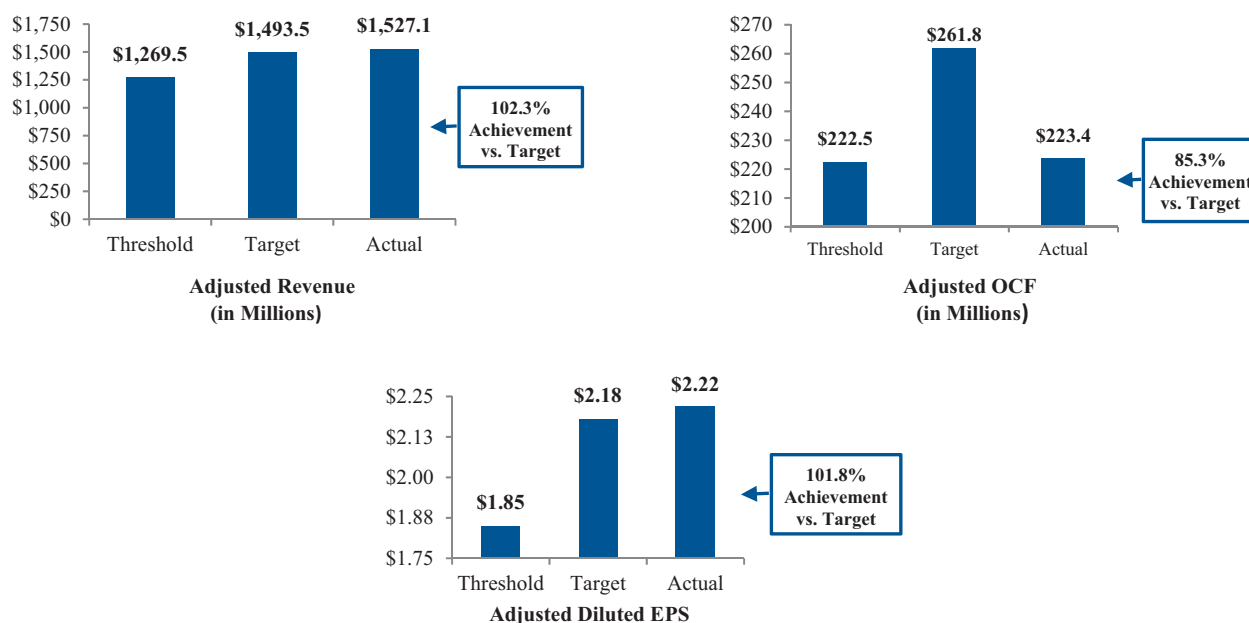 $1,750
$1,500
$1,250
$1,000
$750
$500
$250
$0
$1,269.5
$1,493.5
$1,527.1
Threshold
Target
Actual
102.3%
Achievement
vs. Target
Adjusted Revenue
(in Millions)
$270
$260
$250
$240
$230
$220
$210
$200
$222.5
$261.8
$223.4
Threshold
Target
Actual
85.3%
Achievement
vs. Target
Adjusted OCF
(in Millions)
$2.25
$2.13
$2.00
$1.88
$1.75
$1.85
$2.18
$2.22
Threshold
Target
Actual
101.8%
Achievement
vs. Target
Adjusted Diluted EPS